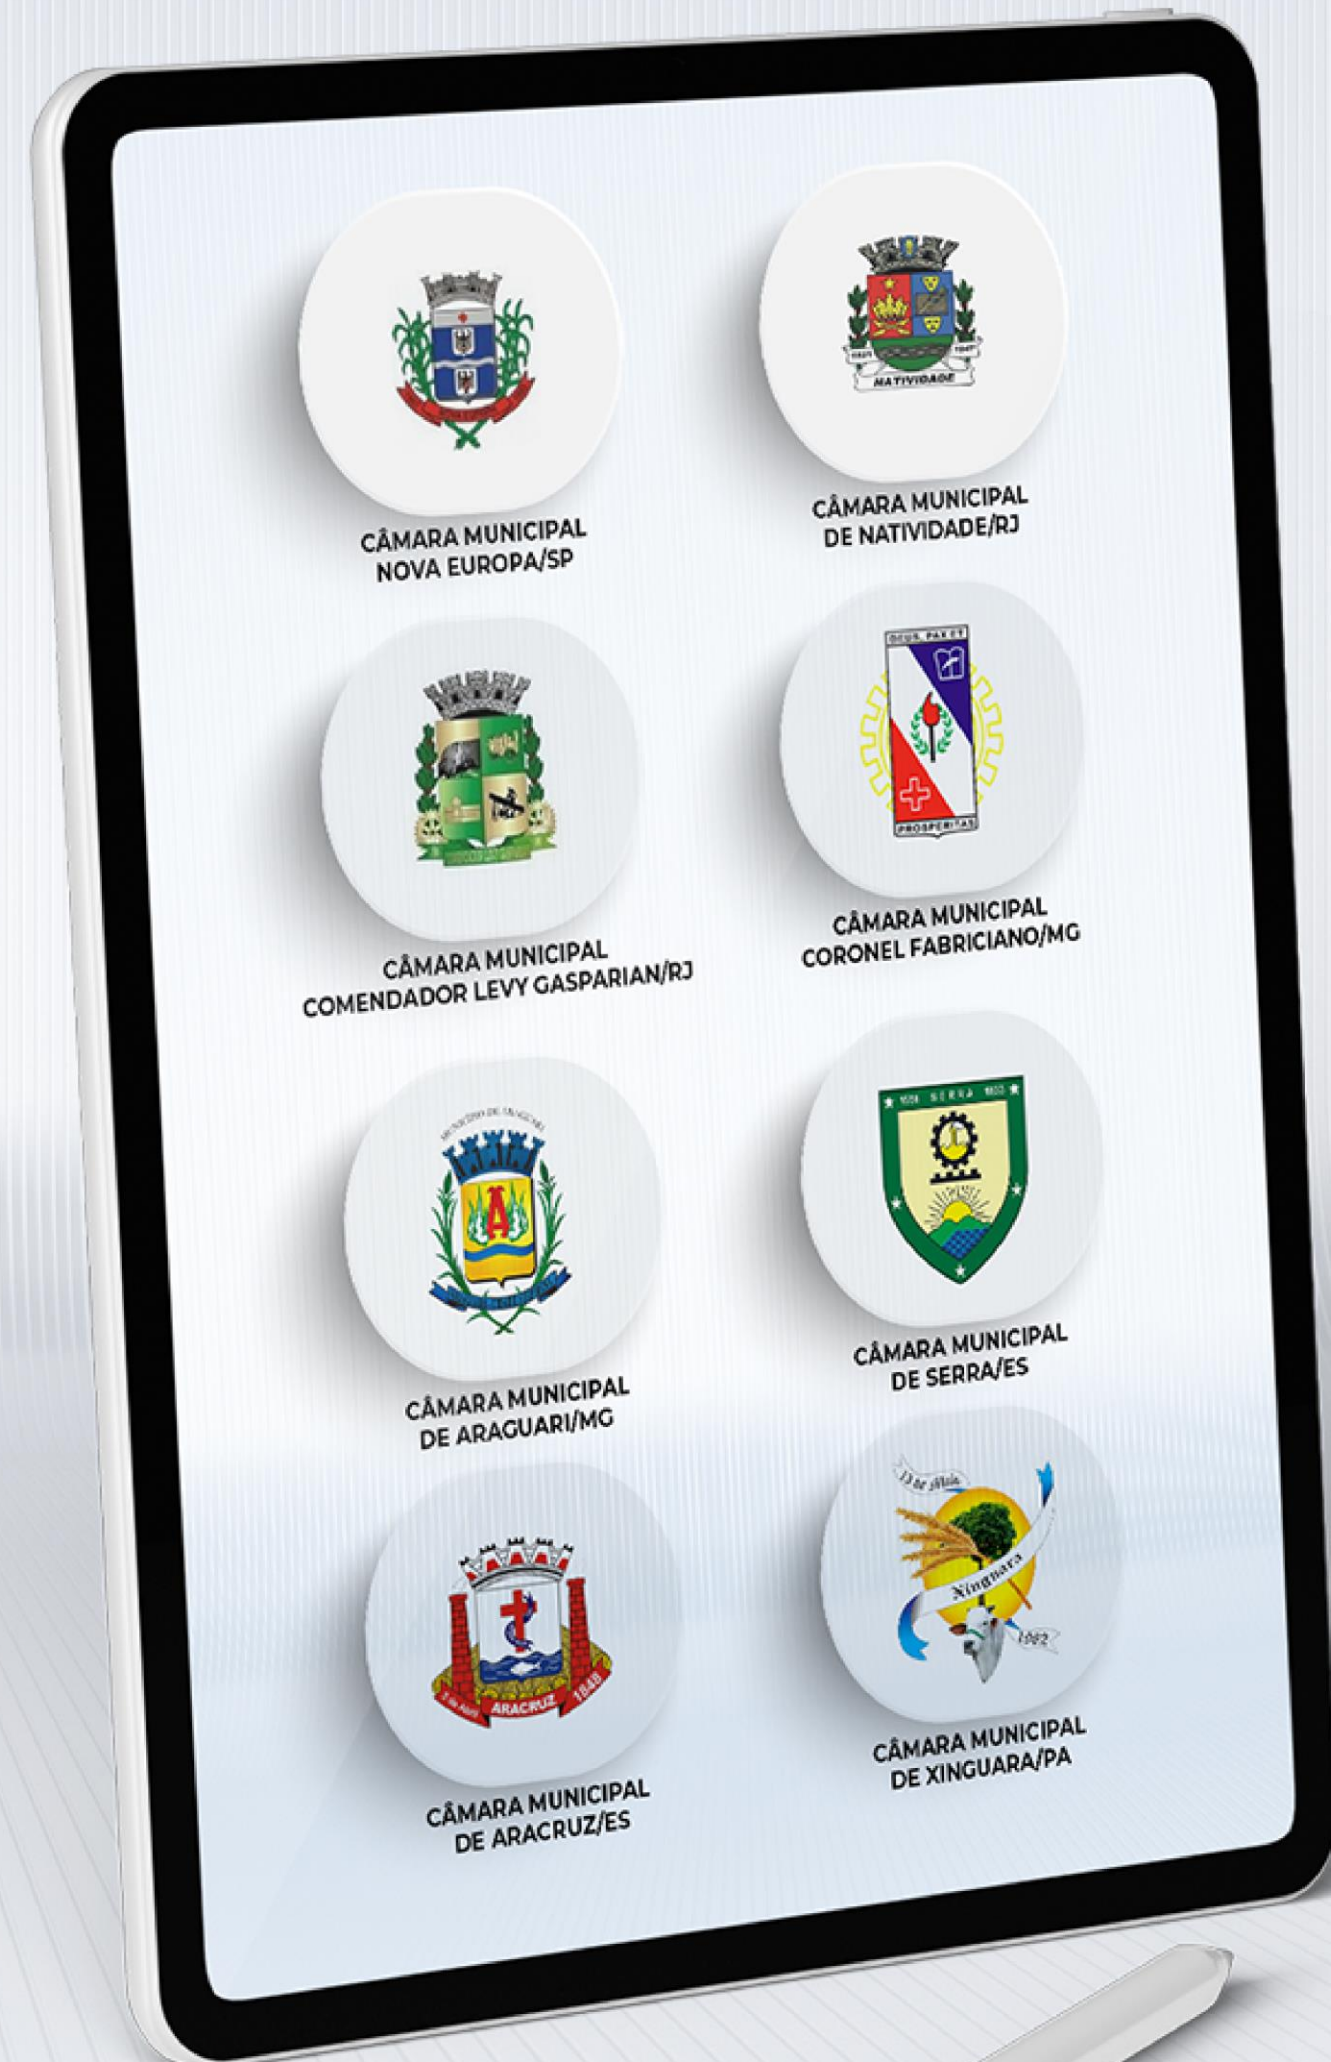 NATIVIDADE
CÂMARA MUNICIPAL
NOVA EUROPA/SP
CÂMARA MUNICIPAL
DE NATIVIDADE/RJ
DEUS, PAX ET
PROSPERITAS
CÂMARA MUNICIPAL
COMENDADOR LEVY GASPARIAN/RJ
CÂMARA MUNICIPAL
CORONEL FABRICIANO/MG
SERRA
CÂMARA MUNICIPAL
DE ARAGUARI/MG
CÂMARA MUNICIPAL
DE SERRA/ES
ARACRUZ 1848
13 de Maio
Xinguara
1982
CÂMARA MUNICIPAL
DE ARACRUZ/ES
CÂMARA MUNICIPAL
DE XINGUARA/PA